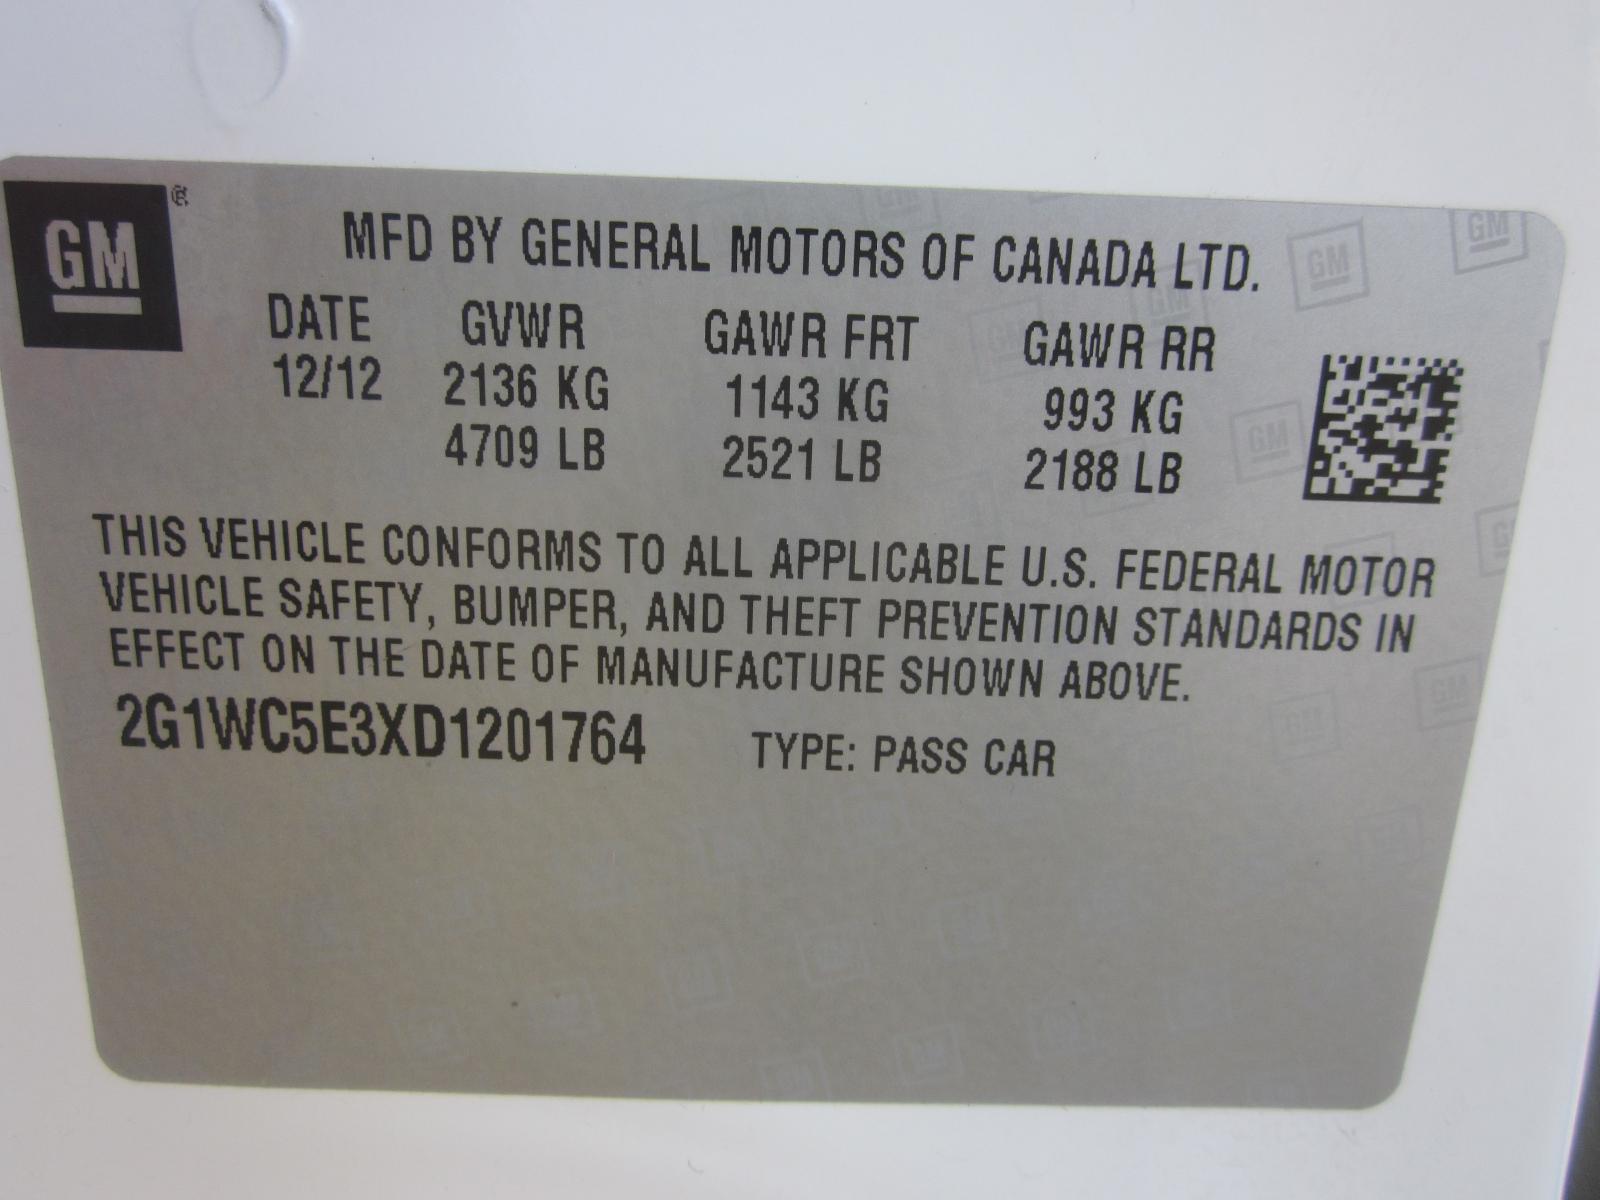 GM ®
MFD BY GENERAL MOTORS OF CANADA LTD.
DATE GVWR GAWR FRT GAWR RR
12/12 2136 KG 1143 KG 993 KG
4709 LB 2521 LB 2188 LB
THIS VEHICLE CONFORMS TO ALL APPLICABLE U.S. FEDERAL MOTOR
VEHICLE SAFETY, BUMPER, AND THEFT PREVENTION STANDARDS IN
EFFECT ON THE DATE OF MANUFACTURE SHOWN ABOVE.
2G1WC5E3XD1201764 TYPE: PASS CAR